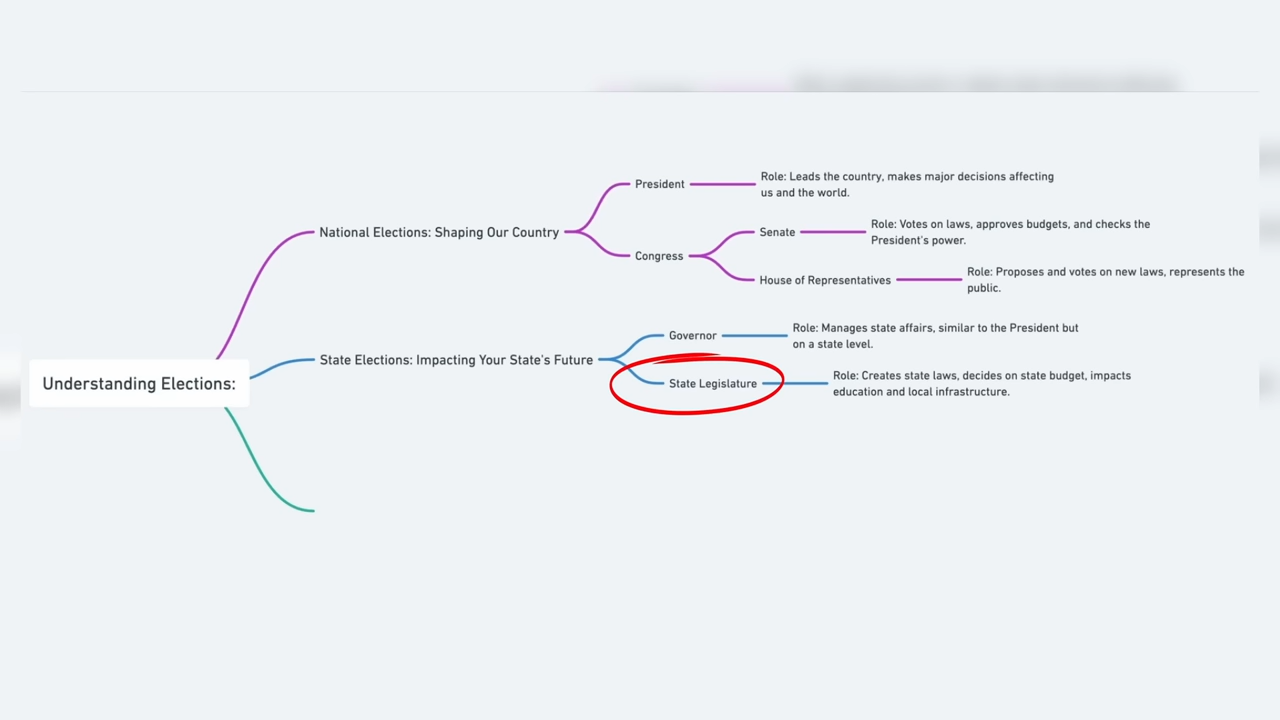 Role: Leads the country, makes major decisions affecting
us and the world.
President
National Elections: Shaping Our Country
Role: Votes on laws, approves budgets, and checks the
President's power.
Senate
Congress
House of Representatives
Role: Proposes and votes on new laws, represents the
public.
Governor
Role: Manages state affairs, similar to the President but
on a state level.
State Elections: Impacting Your State's Future
State Legislature
Role: Creates state laws, decides on state budget, impacts
education and local infrastructure.
Understanding Elections: